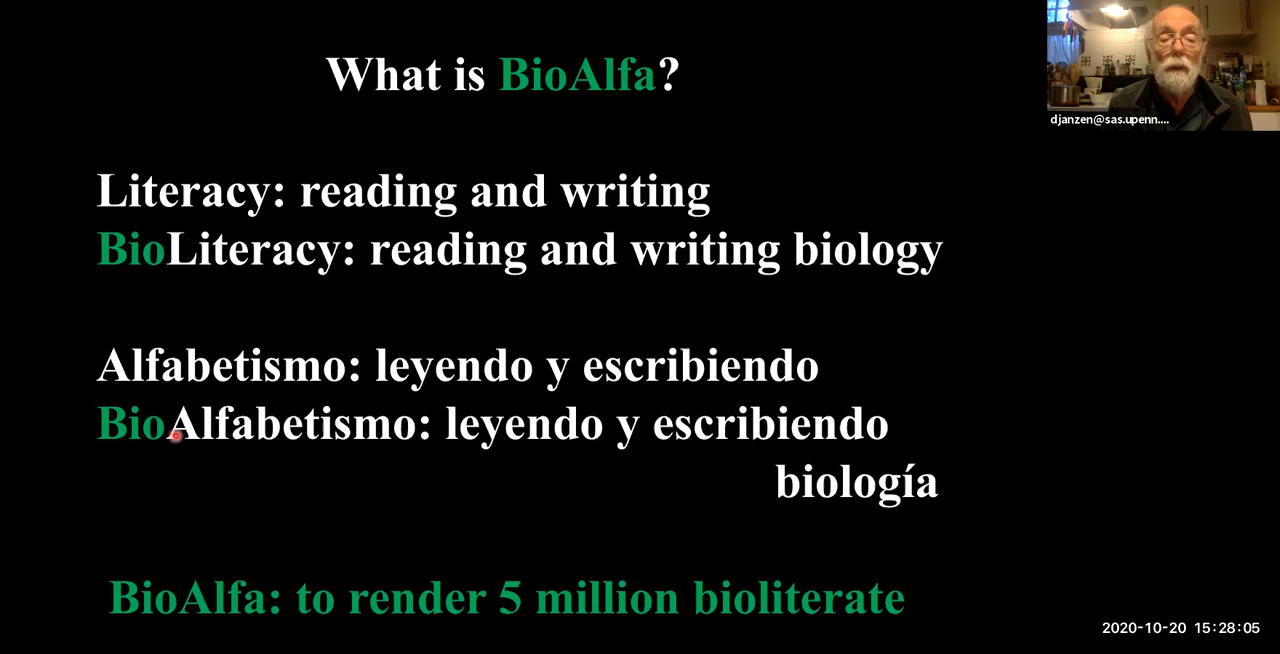 What is BioAlfa?
djanzen@sas.upenn....
Literacy: reading and writing
BioLiteracy: reading and writing biology
Alfabetismo: leyendo y escribiendo
BioAlfabetismo: leyendo y escribiendo
biología
BioAlfa: to render 5 million bioliterate
2020-10-20 15:28:05